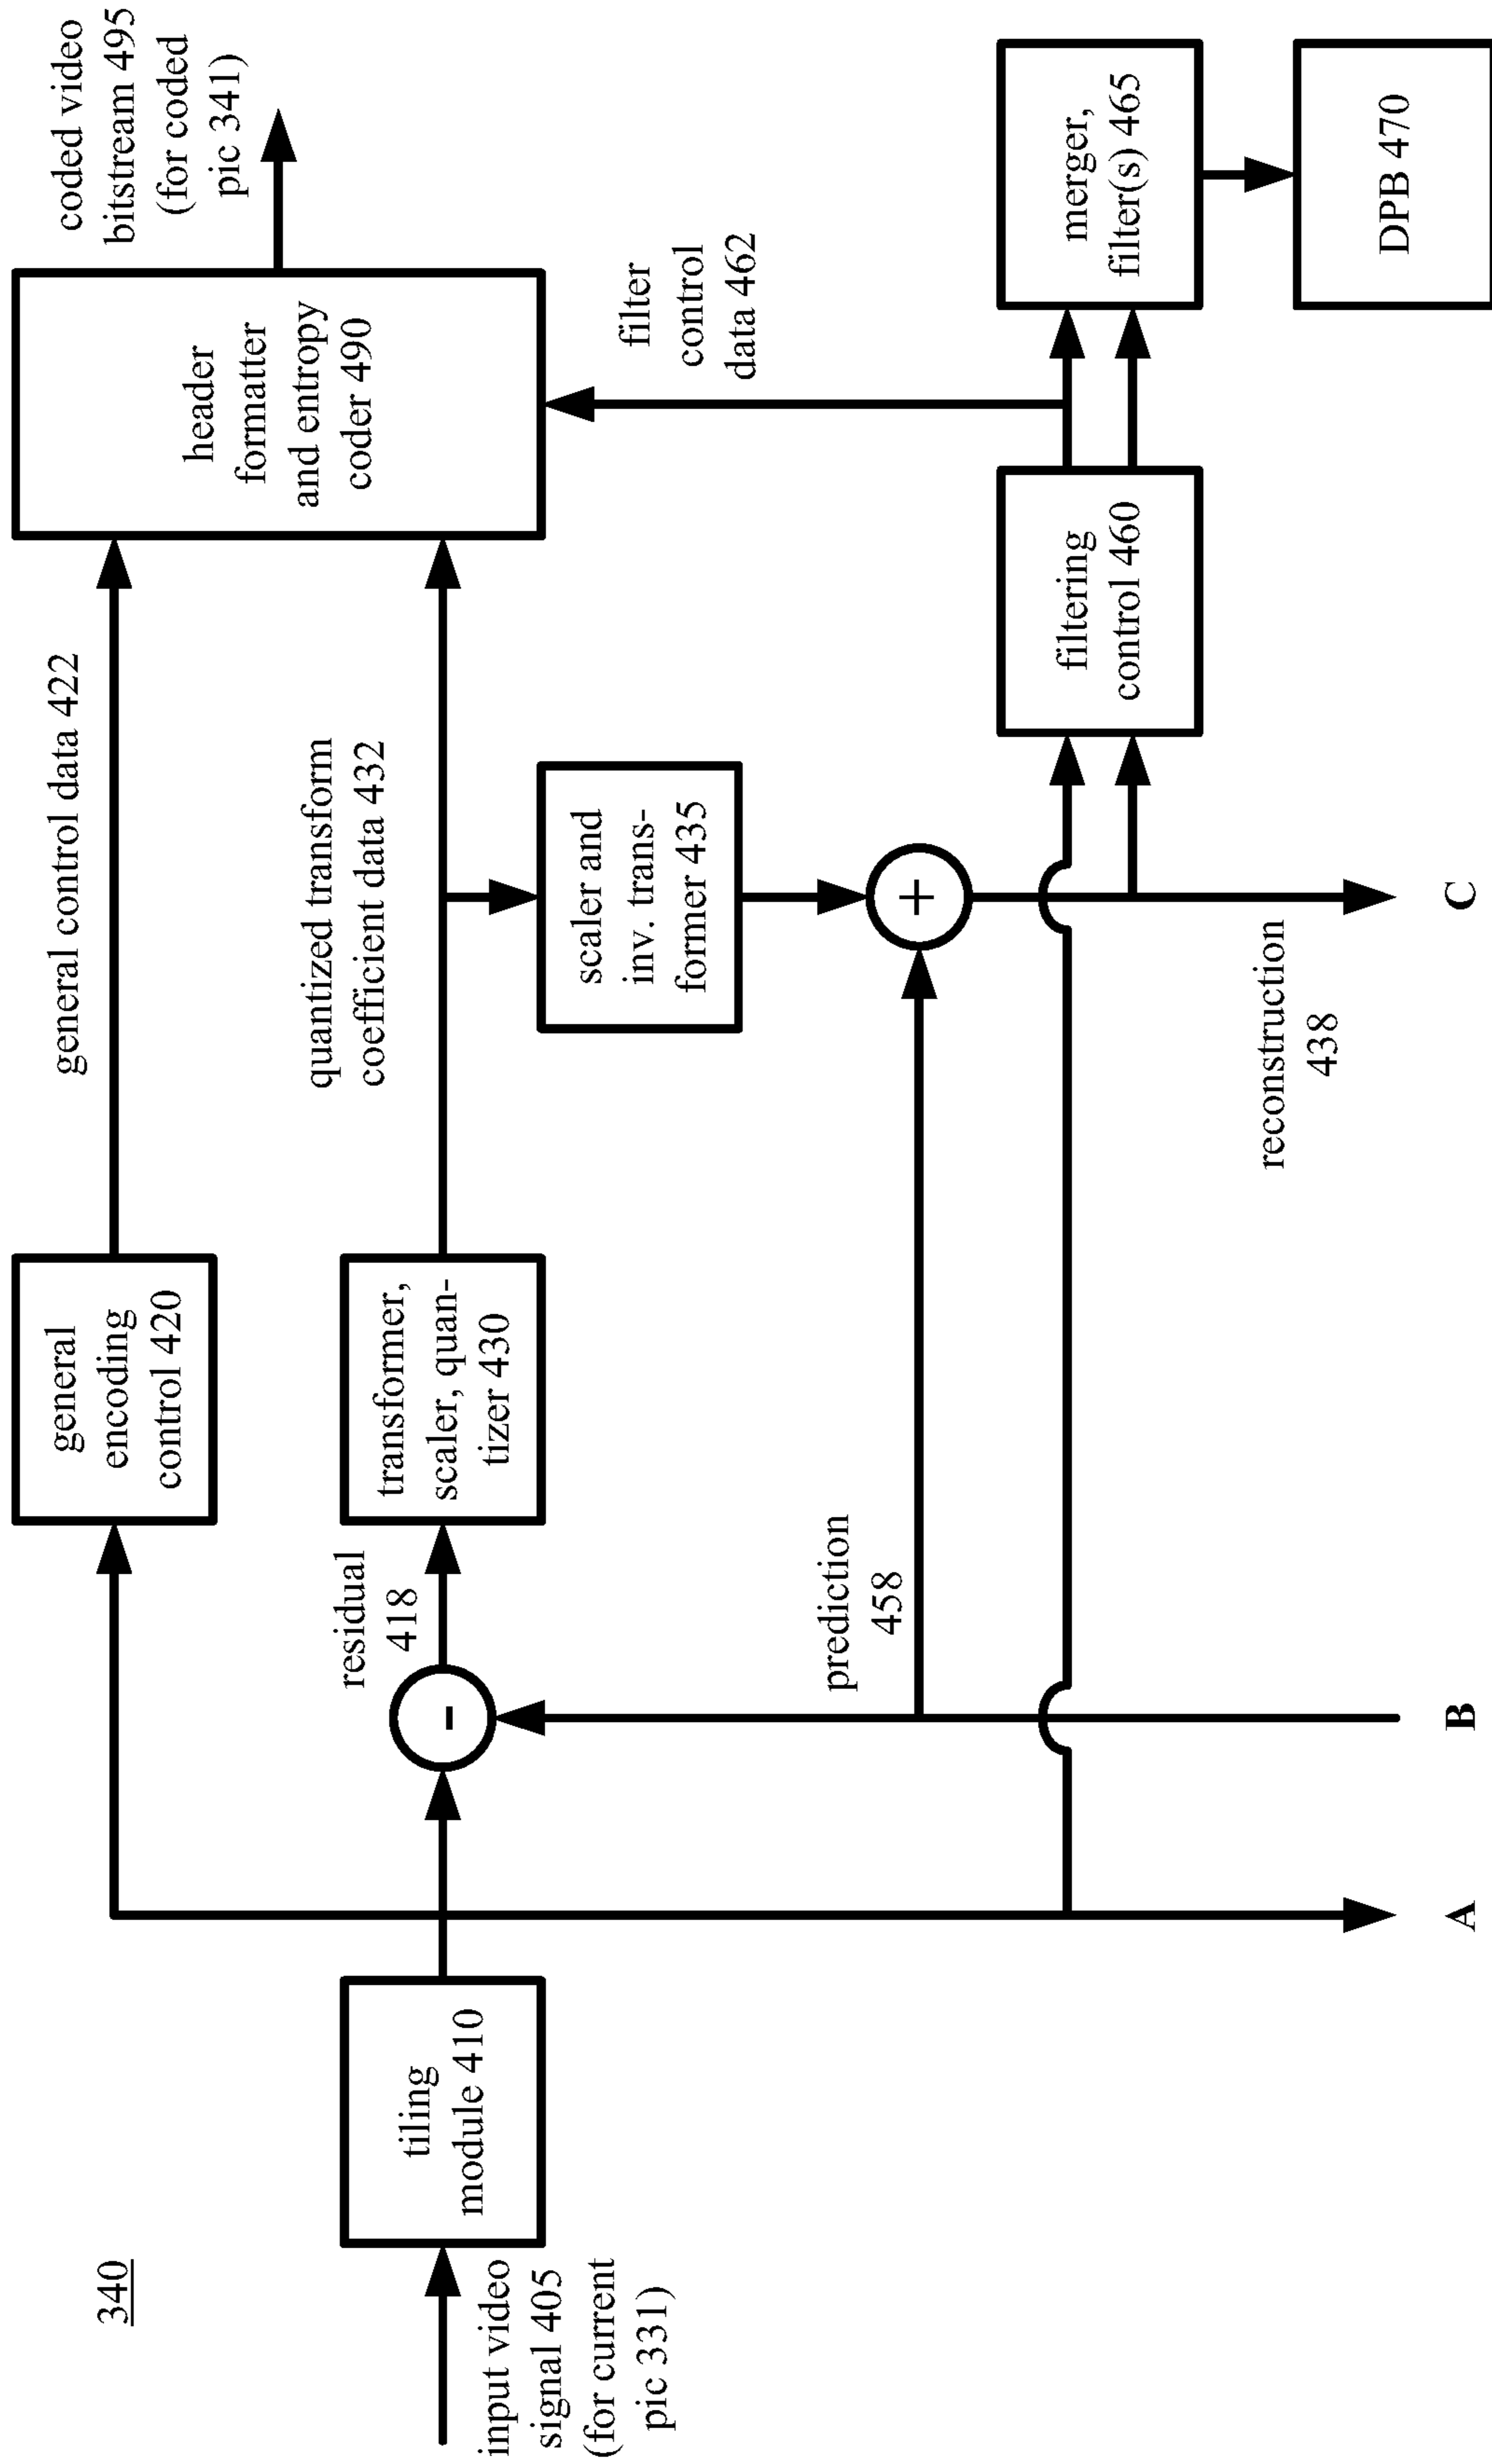 340
input video
signal 405
(for current
pic 331)
tiling
module 410
general
encoding
control 420
general control data 422
residual
418
transformer,
scaler, quan-
tizer 430
quantized transform
coefficient data 432
header
formatter
and entropy
coder 490
coded video
bitstream 495
(for coded
pic 341)
-
scaler and
inv. trans-
former 435
prediction
458
+
filter
control
data 462
filtering
control 460
merger,
filter(s) 465
DPB 470
reconstruction
438
A
B
C